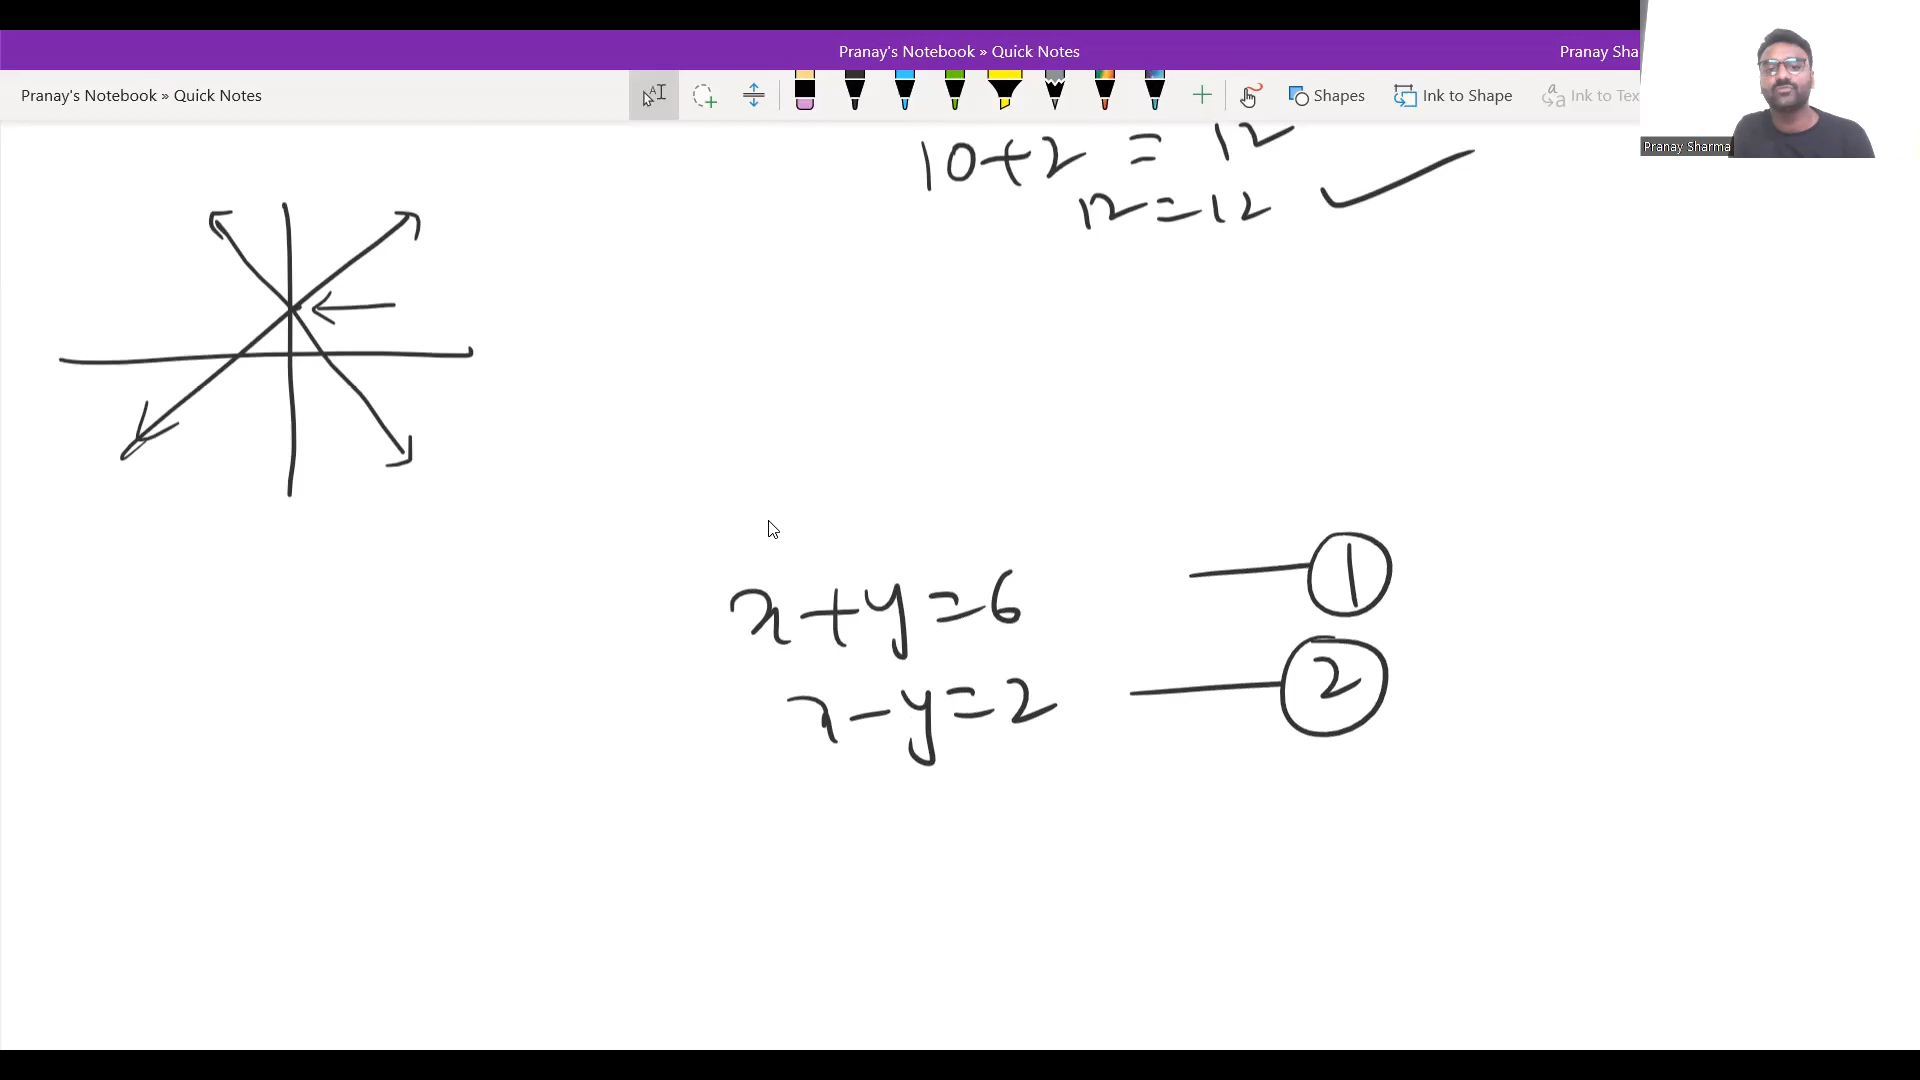 Pranay's Notebook » Quick Notes
Pranay Sha
Pranay's Notebook » Quick Notes
Shapes
Ink to Shape
Ink to Tex
Pranay Sharma
10+2 = 12
12=12
x+y=6
1
x-y=2
2